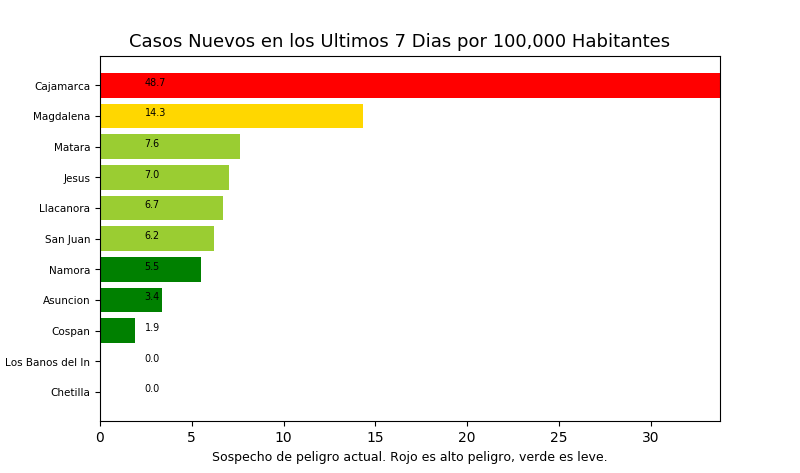 Casos Nuevos en los Ultimos 7 Dias por 100,000 Habitantes
Cajamarca 48.7
Magdalena 14.3
Matara 7.6
Jesus 7.0
Llacanora 6.7
San Juan 6.2
Namora 5.5
Asuncion 3.4
Cospan 1.9
Los Banos del In 0.0
Chetilla 0.0
0 5 10 15 20 25 30
Sospecho de peligro actual. Rojo es alto peligro, verde es leve.